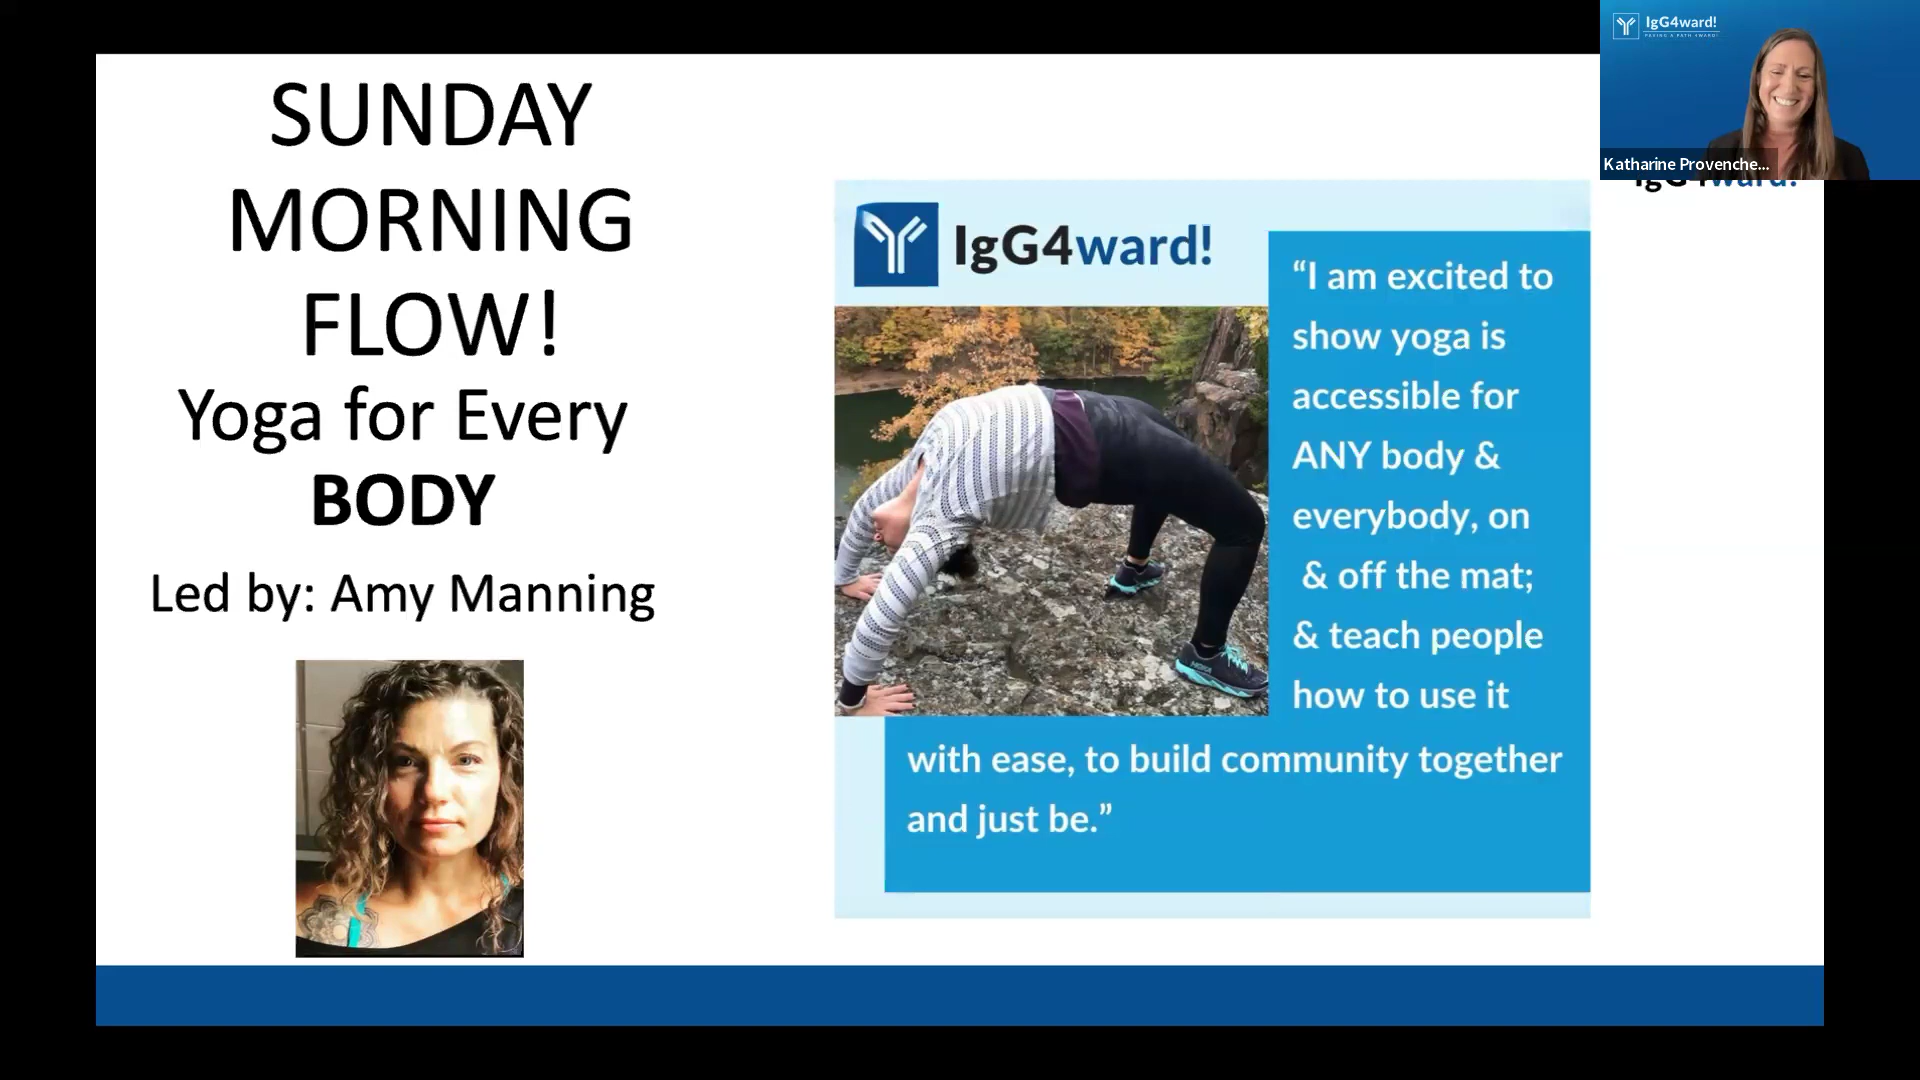 SUNDAY
MORNING
FLOW!
Yoga for Every
BODY
Led by: Amy Manning
IgG4ward!
“I am excited to
show yoga is
accessible for
ANY body &
everybody, on
& off the mat;
& teach people
how to use it
with ease, to build community together
and just be.”
HOKA
IgG4ward!
Katharine Provenche...
IgG4ward!